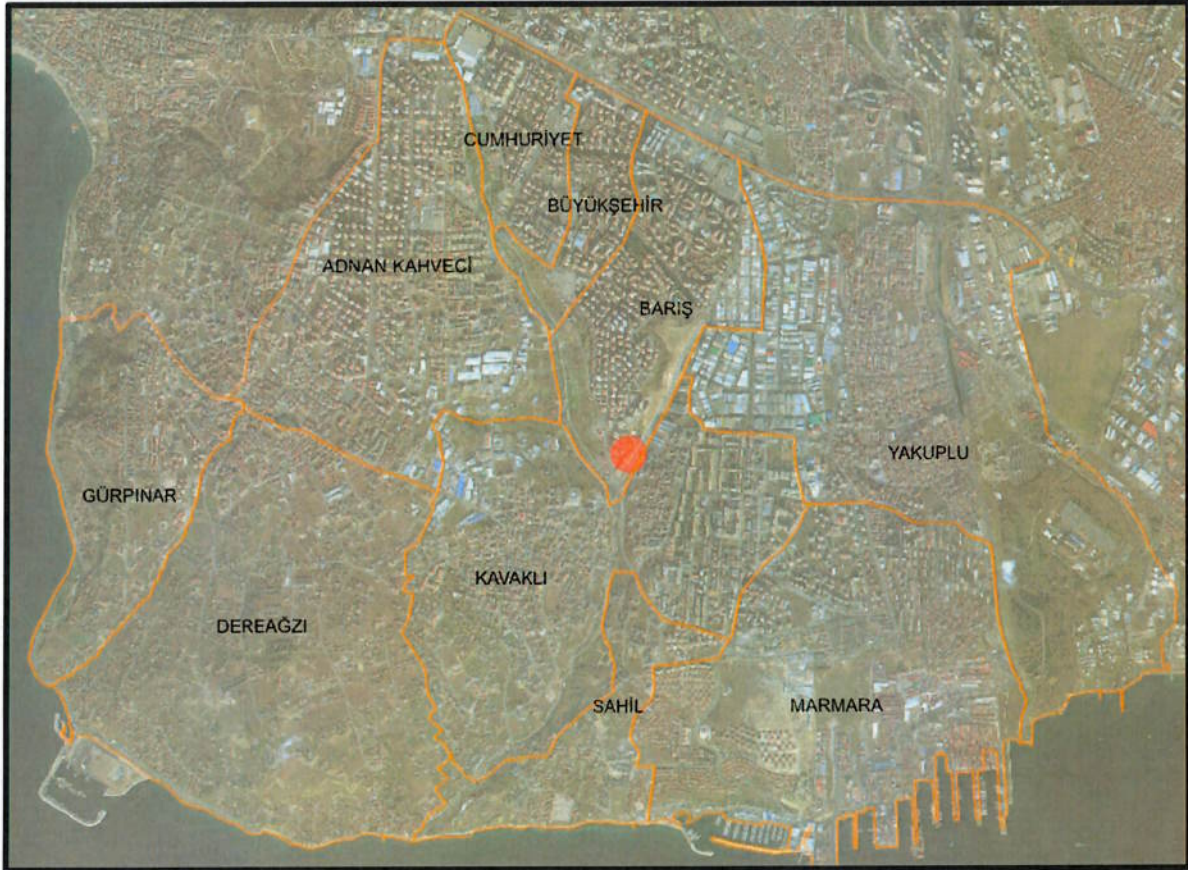 CUMHURİYET
BÜYÜKŞEHİR
ADNAN KAHVECİ
BARIŞ
YAKUPLU
GÜRPINAR
KAVAKLI
DEREAĞZI
SAHİL
MARMARA